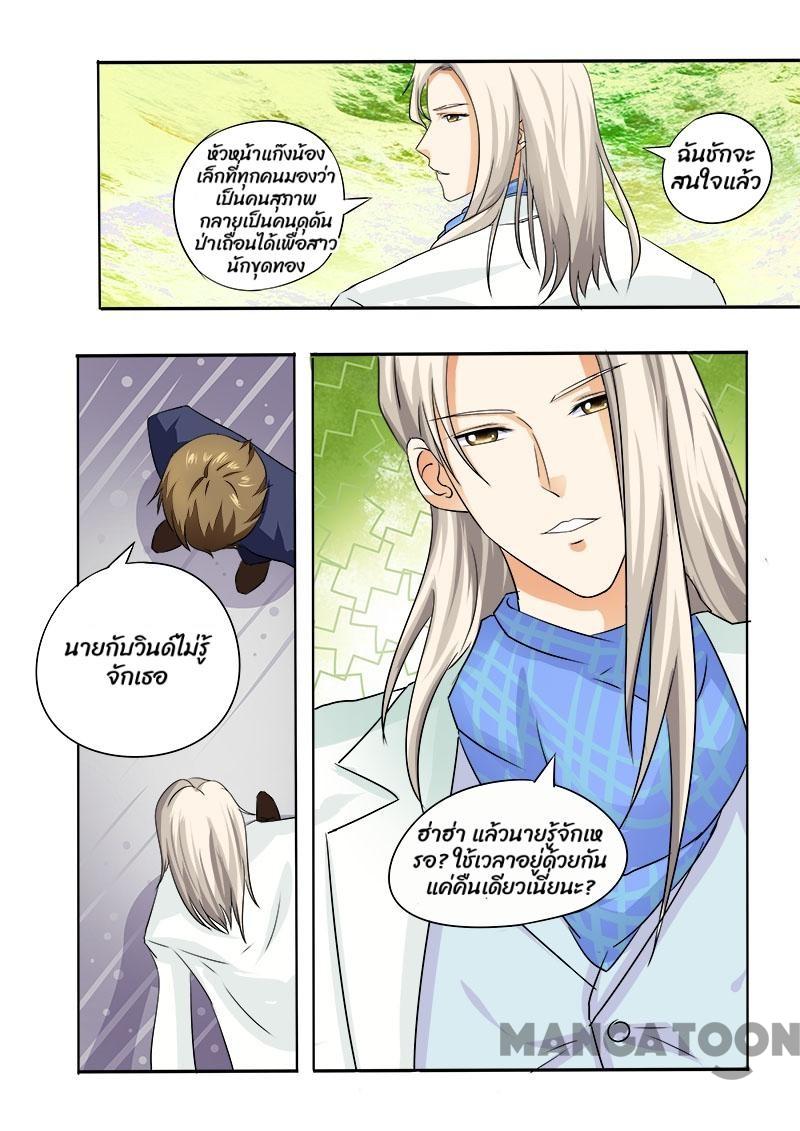 หัวหน้าแก๊งน้อง
เล็กที่ทุกคนมองว่า
เป็นคนสุภาพ
กลายเป็นคนดุดัน
ป่าเถื่อนได้เพื่อสาว
นักขุดทอง
ฉันชักจะ
สนใจแล้ว
นายกับวินด์ไม่รู้
จักเธอ
ฮ่าฮ่า แล้วนายรู้จักเห
รอ? ใช้เวลาอยู่ด้วยกัน
แค่คืนเดียวเนี่ยนะ?
MANGATOON